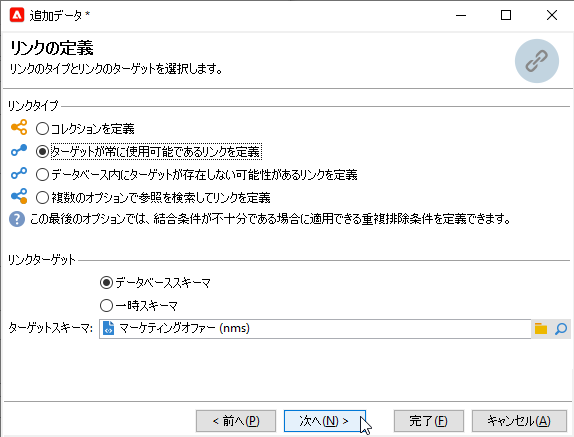 追加データ *
リンクの定義
リンクのタイプとリンクのターゲットを選択します。
リンクタイプ
コレクションを定義
ターゲットが常に使用可能であるリンクを定義
データベース内にターゲットが存在しない可能性があるリンクを定義
複数のオプションで参照を検索してリンクを定義
この最後のオプションでは、結合条件が不十分である場合に適用できる重複排除条件を定義できます。
リンクターゲット
データベーススキーマ
一時スキーマ
ターゲットスキーマ: マーケティングオファー (nms)
< 前へ(P) 次へ(N) > 完了(F) キャンセル(A)